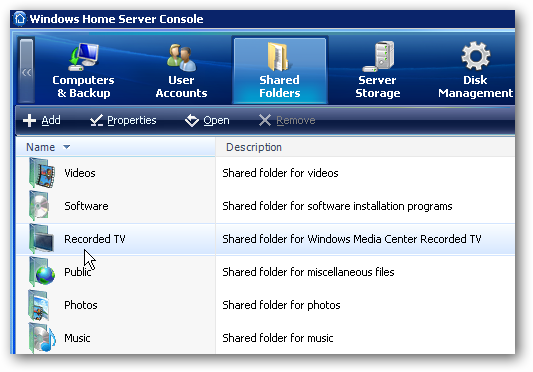 Windows Home Server Console
Computers & Backup
User Accounts
Shared Folders
Server Storage
Disk Management
Add Properties Open Remove
Name Description
Videos Shared folder for videos
Software Shared folder for software installation programs
Recorded TV Shared folder for Windows Media Center Recorded TV
Public Shared folder for miscellaneous files
Photos Shared folder for photos
Music Shared folder for music